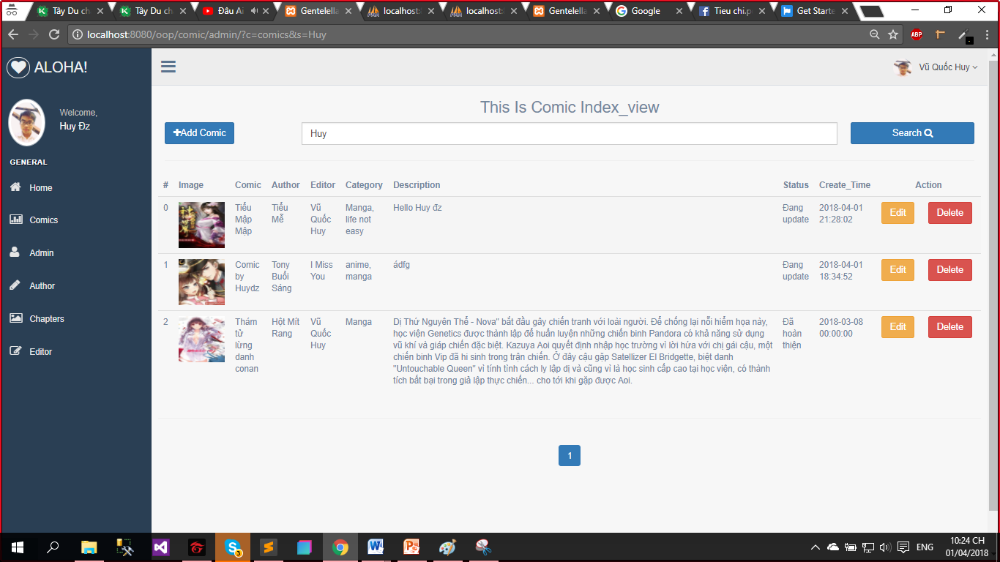 Tây Du ch
Tây Du ch
Đâu Ai
Gentelella
localhost:
localhost:
Gentelella
Google
Tieu chi.p
Get Starte
localhost:8080/oop/comic/admin/?c=comics&s=Huy
ABP
ALOHA!
Vũ Quốc Huy
Welcome,
Huy Đz
GENERAL
Home
Comics
Admin
Author
Chapters
Editor
This Is Comic Index_view
+Add Comic
Huy
Search
# Image Comic Author Editor Category Description Status Create_Time Action
0 Tiểu Tiểu Vũ Manga, Hello Huy đz Đang 2018-04-01 Edit Delete
Mập Mễ Quốc life not update 21:28:02
Mập Huy easy
1 Comic Tony I Miss anime, ádfg Đang 2018-04-01 Edit Delete
by Buổi You manga update 18:34:52
Huydz Sáng
2 Thám Hột Mít Vũ Manga Dị Thứ Nguyên Thể - Nova" bắt đầu gây chiến tranh với loài người. Để chống lại nỗi hiểm họa này, Đã 2018-03-08 Edit Delete
tử Rang Quốc học viện Genetics được thành lập để huấn luyện những chiến binh Pandora có khả năng sử dụng hoàn 00:00:00
lừng Huy vũ khí và giáp chiến đặc biệt. Kazuya Aoi quyết định nhập học trường vì lời hứa với chị gái cậu, một thiện
danh chiến binh Vip đã hi sinh trong trận chiến. Ở đây cậu gặp Satellizer El Bridgette, biệt danh
conan "Untouchable Queen" vì tính tình cách ly lập dị và cũng vì là học sinh cấp cao tại học viện, có thành
tích bất bại trong giả lập thực chiến... cho tới khi gặp được Aoi.
1
3
ENG
10:24 CH
01/04/2018